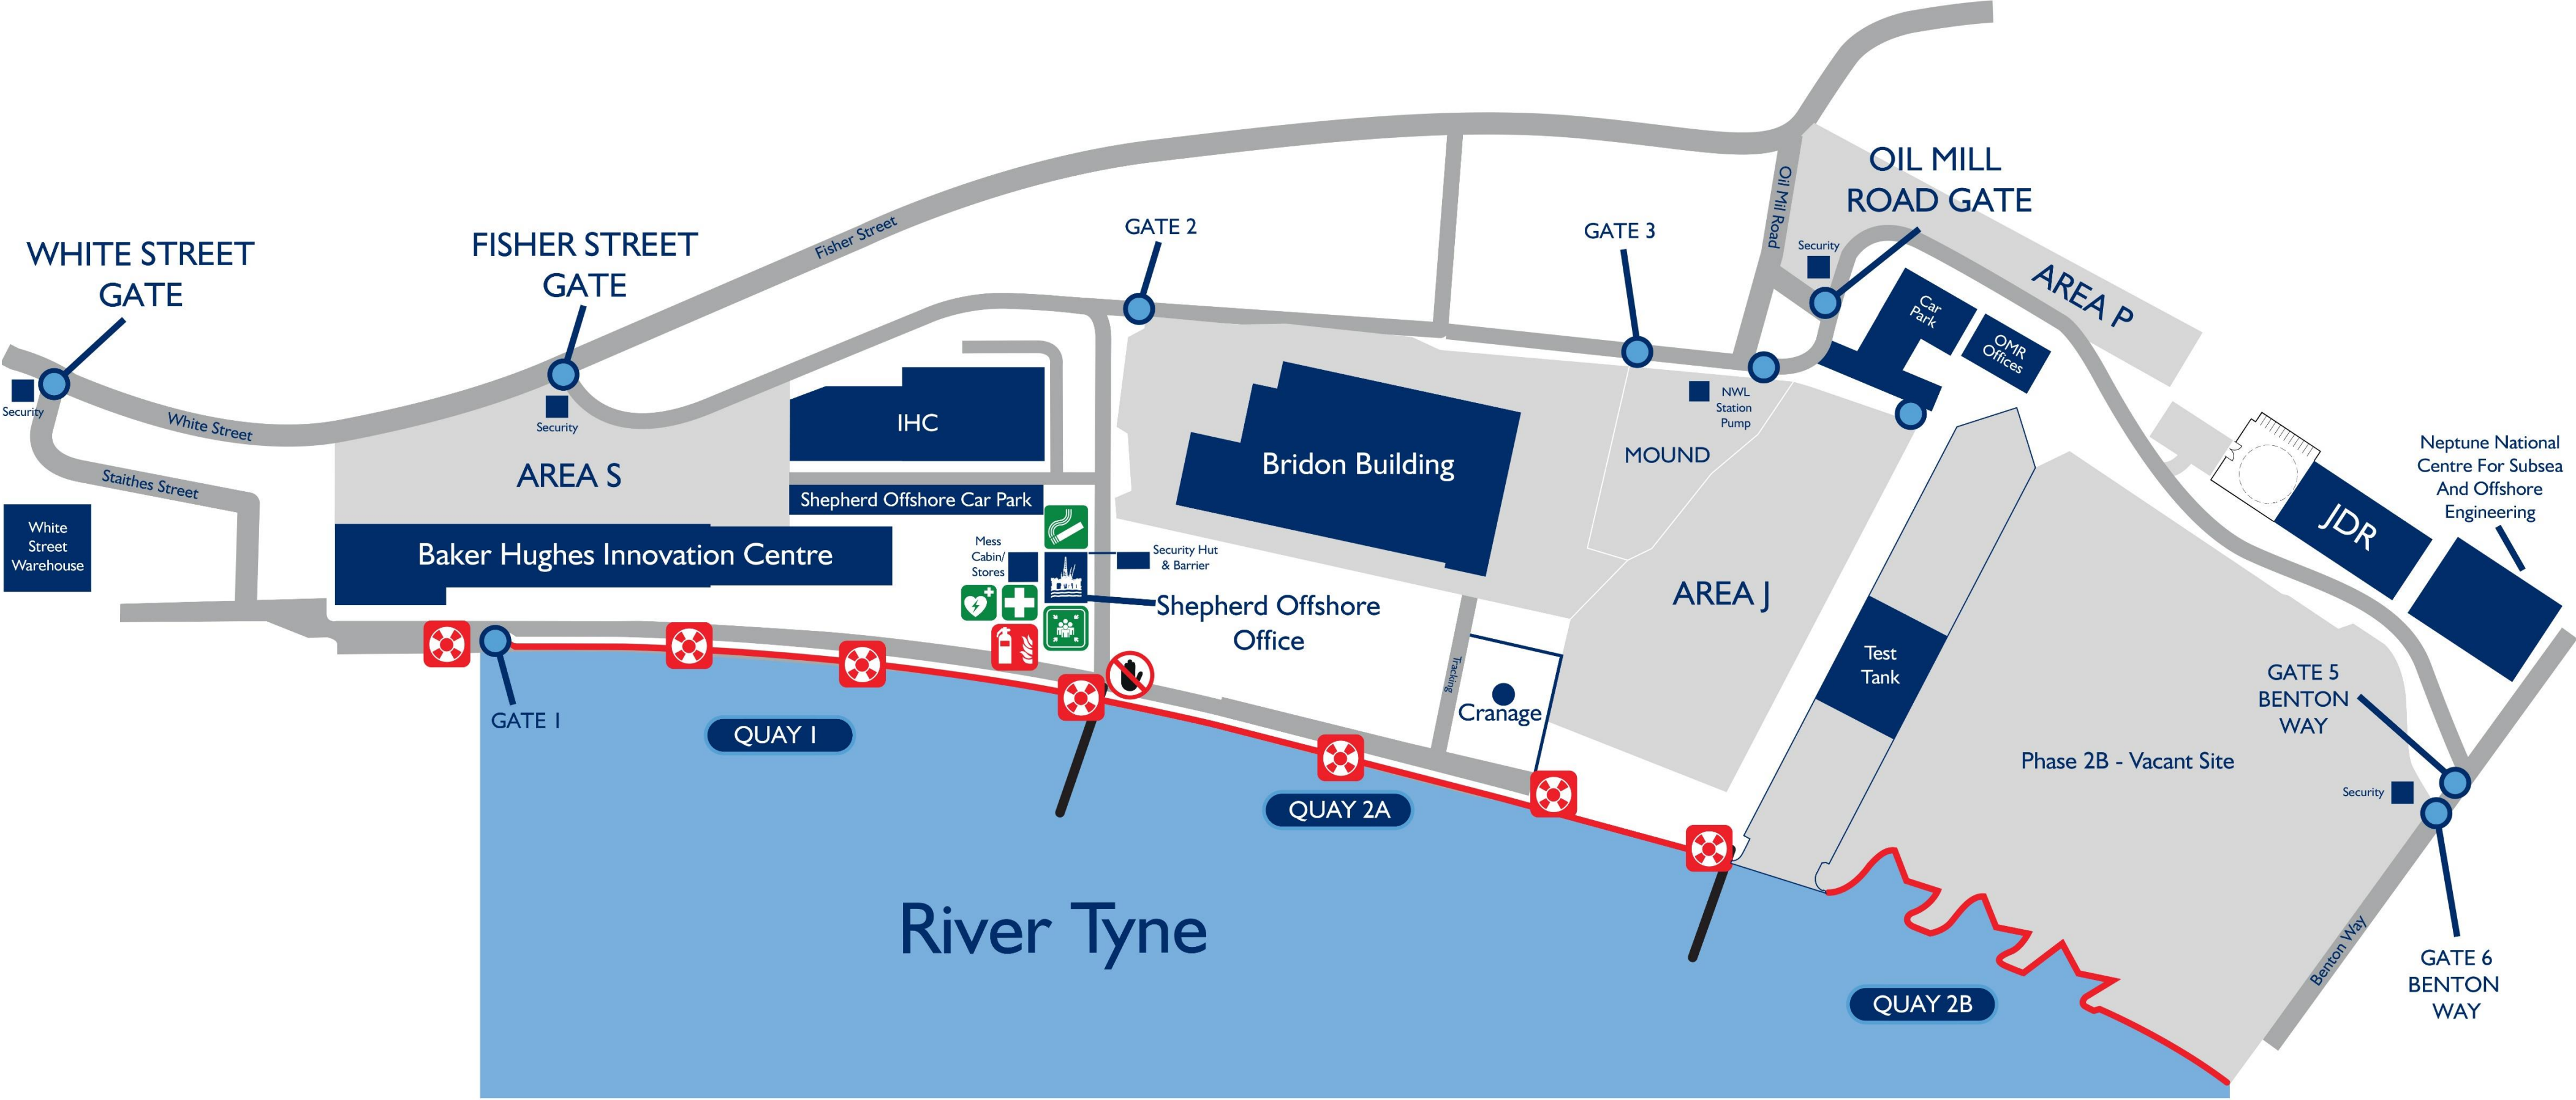 OIL MILL
ROAD GATE
Oil Mil Road
Security
AREA P
WHITE STREET
GATE
FISHER STREET
GATE
Fisher Street
GATE 2
GATE 3
Security
White Street
Security
Staithes Street
White
Street
Warehouse
AREA S
IHC
Shepherd Offshore Car Park
Baker Hughes Innovation Centre
Mess
Cabin/
Stores
Security Hut
& Barrier
Shepherd Offshore
Office
Bridon Building
MOUND
NWL
Station
Pump
Car
Park
OMR
Offices
AREA J
Tracking
Cranage
Test
Tank
JDR
Neptune National
Centre For Subsea
And Offshore
Engineering
Phase 2B - Vacant Site
GATE 5
BENTON
WAY
Security
GATE 6
BENTON
WAY
Benton Way
GATE 1
QUAY 1
QUAY 2A
QUAY 2B
River Tyne